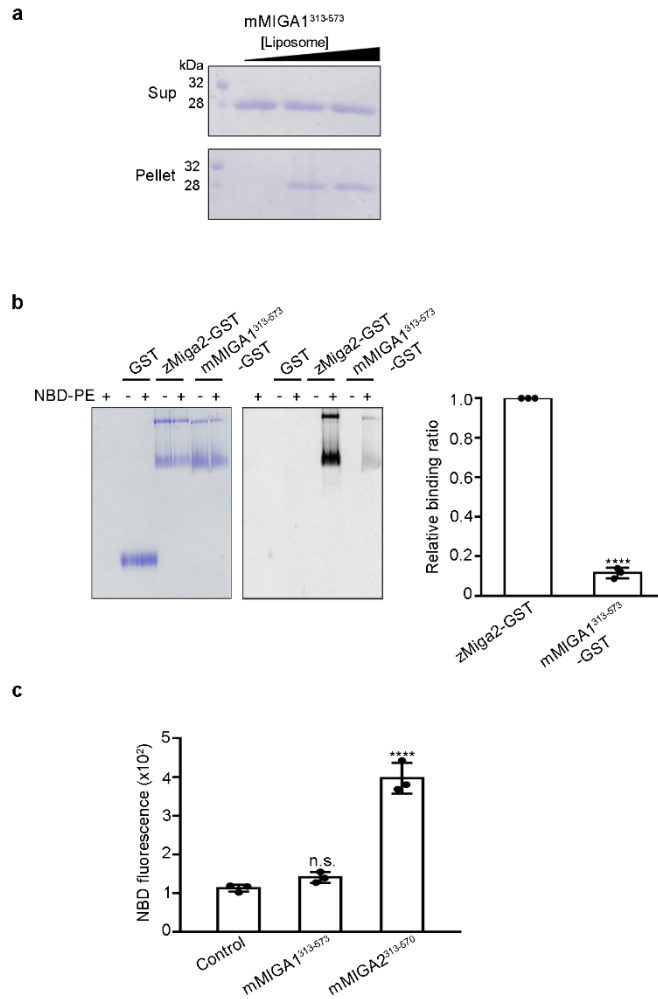 a
mMIGA1313-573
[Liposome]
kDa
Sup
32
28
Pellet
32
28
b
GST
zMiga2-GST
mMIGA1313-573
-GST
GST
zMiga2-GST
mMIGA1313-573
-GST
NBD-PE + - + - + - + + - + - + - +
Relative binding ratio
1.0
0.8
0.6
0.4
0.2
0
****
zMiga2-GST
mMIGA1313-573
-GST
c
NBD fluorescence (x102)
5
4
3
2
1
0
n.s.
****
Control
mMIGA1313-573
mMIGA2313-570